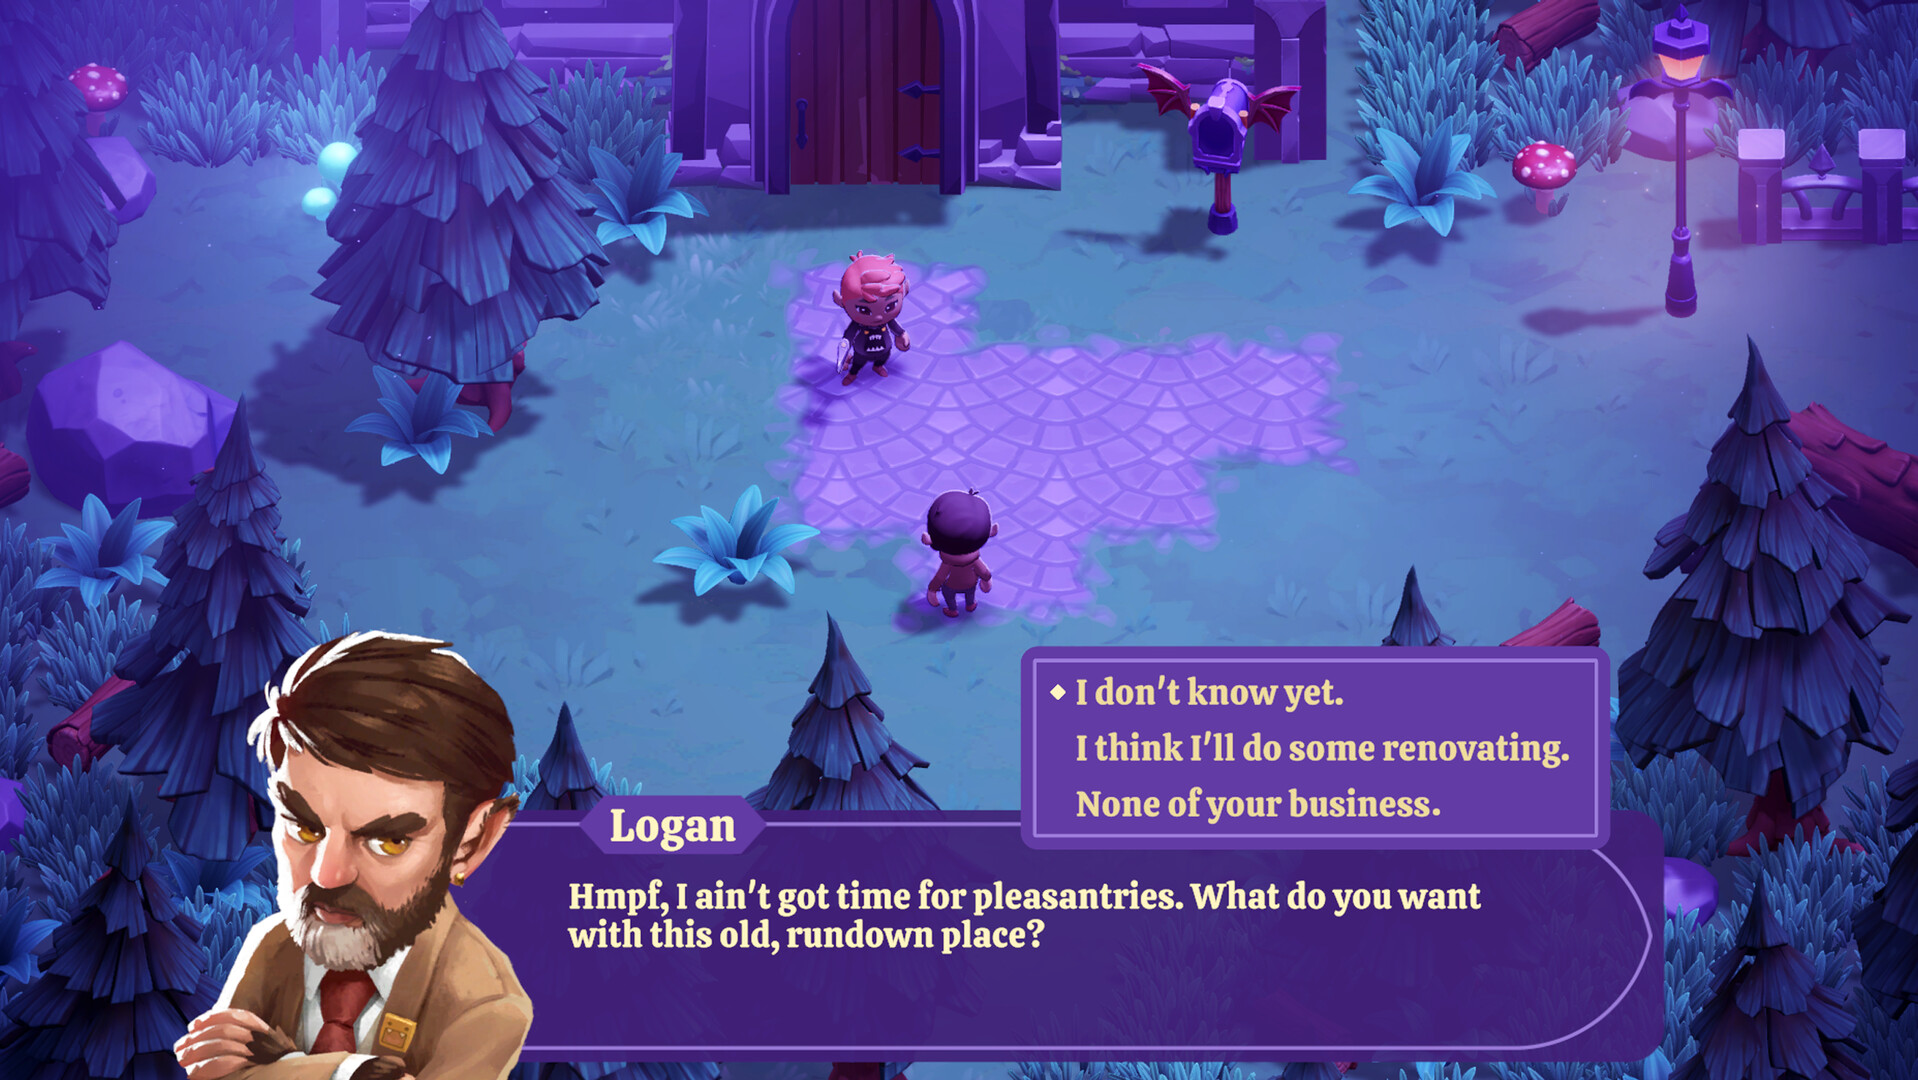 I don't know yet.
I think I'll do some renovating.
None of your business.
Logan
Hmpf, I ain't got time for pleasantries. What do you want
with this old, rundown place?